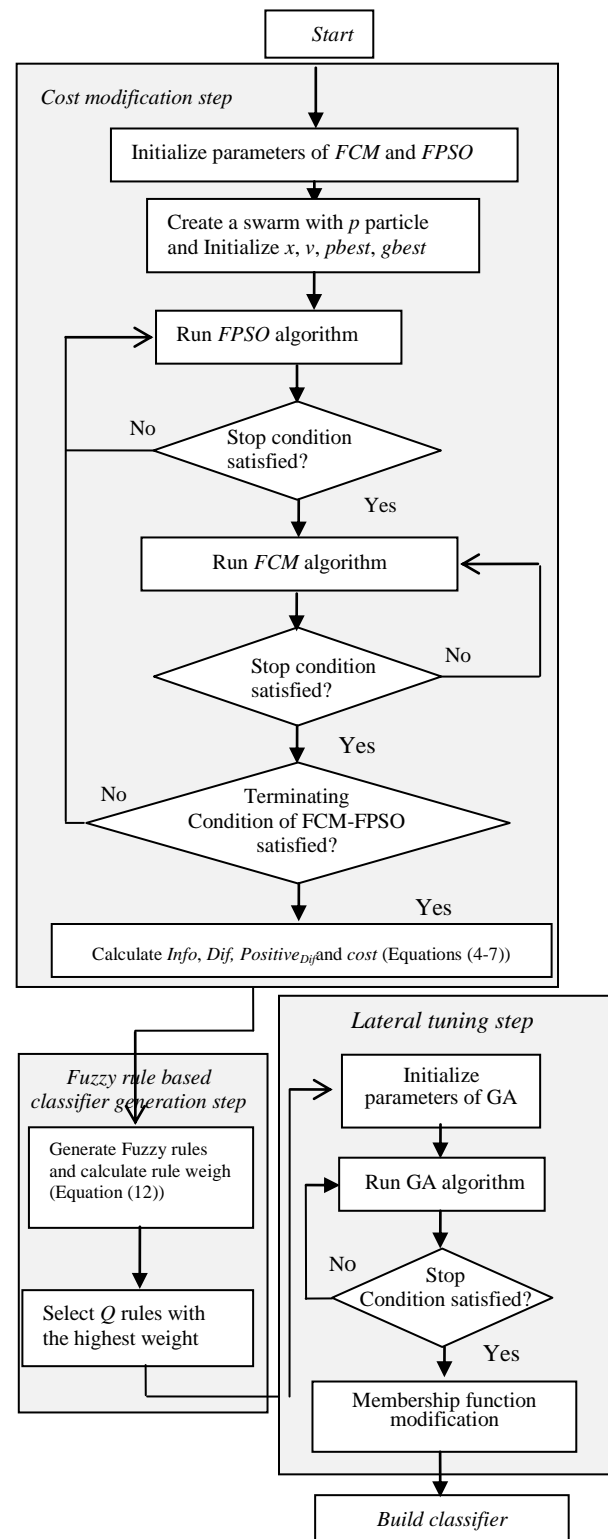 Start
Cost modification step
Initialize parameters of FCM and FPSO
Create a swarm with p particle
and Initialize x, v, pbest, gbest
Run FPSO algorithm
No
Stop condition
satisfied?
Yes
Run FCM algorithm
Stop condition
satisfied?
No
Yes
No
Terminating
Condition of FCM-FPSO
satisfied?
Yes
Calculate Info, Dif, Positive_Dif and cost (Equations (4-7))
Fuzzy rule based
classifier generation step
Generate Fuzzy rules
and calculate rule weigh
(Equation (12))
Select Q rules with
the highest weight
Lateral tuning step
Initialize
parameters of GA
Run GA algorithm
No
Stop
Condition satisfied?
Yes
Membership function
modification
Build classifier